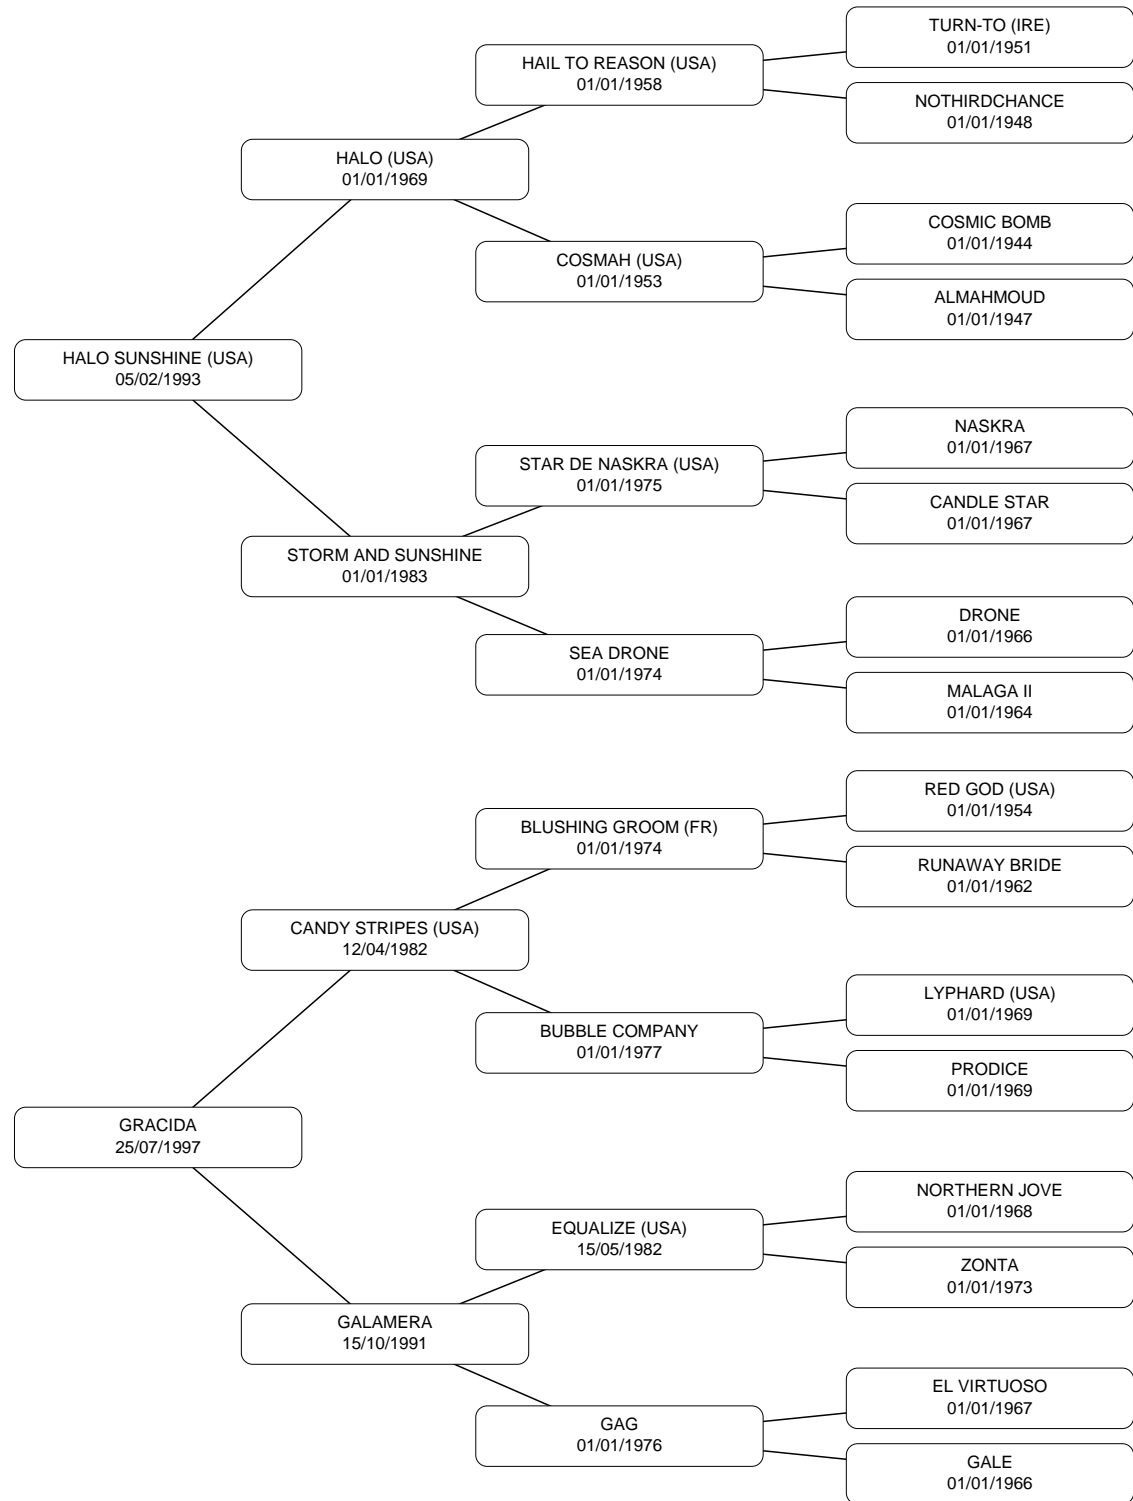 TURN-TO (IRE)
01/01/1951
HAIL TO REASON (USA)
01/01/1958
NOTHIRDCHANCE
01/01/1948
HALO (USA)
01/01/1969
COSMIC BOMB
01/01/1944
COSMAH (USA)
01/01/1953
ALMAHMOUD
01/01/1947
HALO SUNSHINE (USA)
05/02/1993
NASKRA
01/01/1967
STAR DE NASKRA (USA)
01/01/1975
CANDLE STAR
01/01/1967
STORM AND SUNSHINE
01/01/1983
DRONE
01/01/1966
SEA DRONE
01/01/1974
MALAGA II
01/01/1964
RED GOD (USA)
01/01/1954
BLUSHING GROOM (FR)
01/01/1974
RUNAWAY BRIDE
01/01/1962
CANDY STRIPES (USA)
12/04/1982
LYPHARD (USA)
01/01/1969
BUBBLE COMPANY
01/01/1977
PRODICE
01/01/1969
GRACIDA
25/07/1997
NORTHERN JOVE
01/01/1968
EQUALIZE (USA)
15/05/1982
ZONTA
01/01/1973
GALAMERA
15/10/1991
EL VIRTUOSO
01/01/1967
GAG
01/01/1976
GALE
01/01/1966